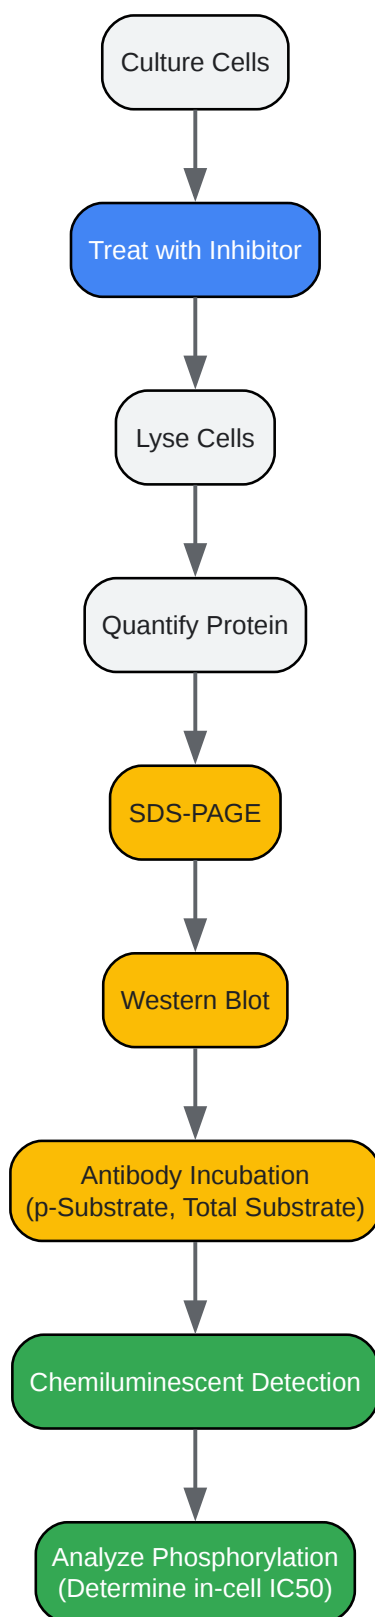 Culture Cells
Treat with Inhibitor
Lyse Cells
Quantify Protein
SDS-PAGE
Western Blot
Antibody Incubation
(p-Substrate, Total Substrate)
Chemiluminescent Detection
Analyze Phosphorylation
(Determine in-cell IC50)